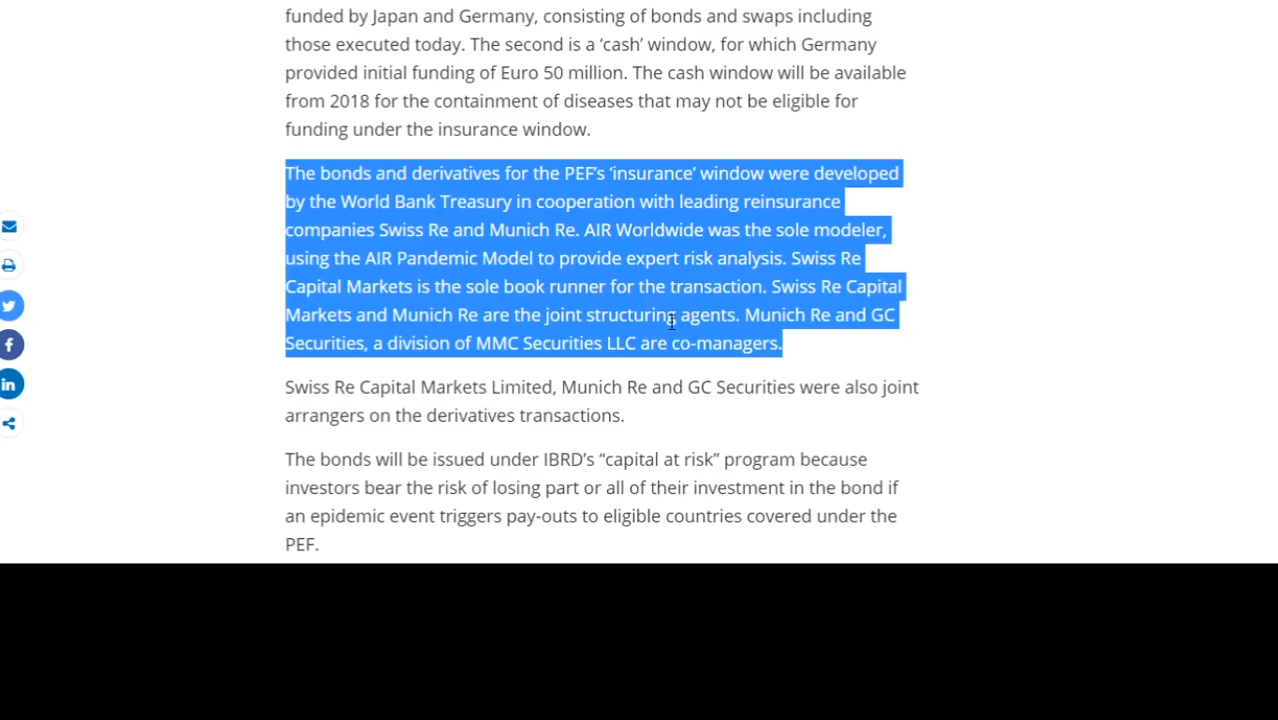 funded by Japan and Germany, consisting of bonds and swaps including
those executed today. The second is a ‘cash’ window, for which Germany
provided initial funding of Euro 50 million. The cash window will be available
from 2018 for the containment of diseases that may not be eligible for
funding under the insurance window.
The bonds and derivatives for the PEF’s ‘insurance’ window were developed
by the World Bank Treasury in cooperation with leading reinsurance
companies Swiss Re and Munich Re. AIR Worldwide was the sole modeler,
using the AIR Pandemic Model to provide expert risk analysis. Swiss Re
Capital Markets is the sole book runner for the transaction. Swiss Re Capital
Markets and Munich Re are the joint structuring agents. Munich Re and GC
Securities, a division of MMC Securities LLC are co-managers.
Swiss Re Capital Markets Limited, Munich Re and GC Securities were also joint
arrangers on the derivatives transactions.
The bonds will be issued under IBRD’s “capital at risk” program because
investors bear the risk of losing part or all of their investment in the bond if
an epidemic event triggers pay-outs to eligible countries covered under the
PEF.